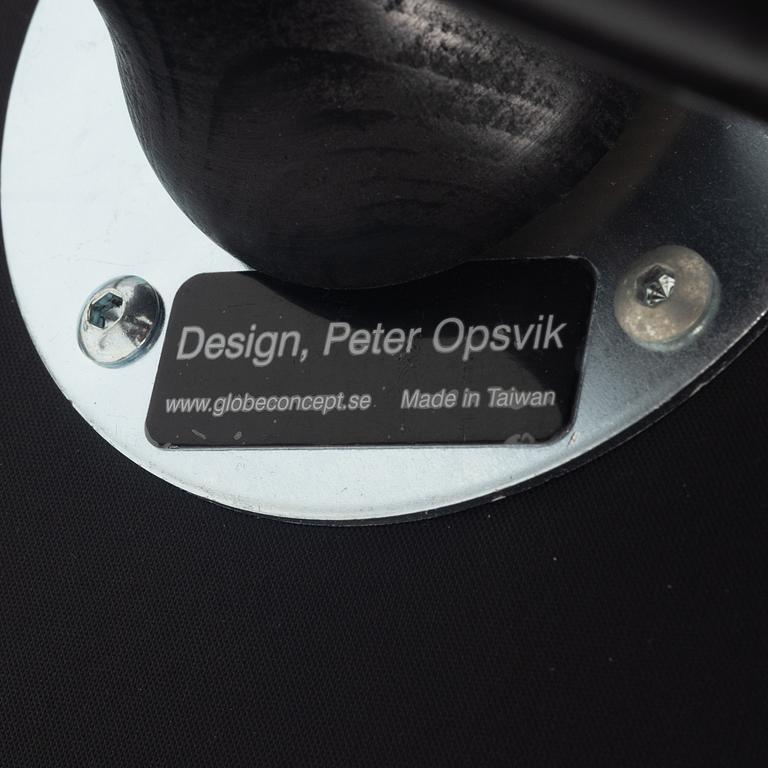 Design, Peter Opsvik
www.globeconcept.se Made in Taiwan